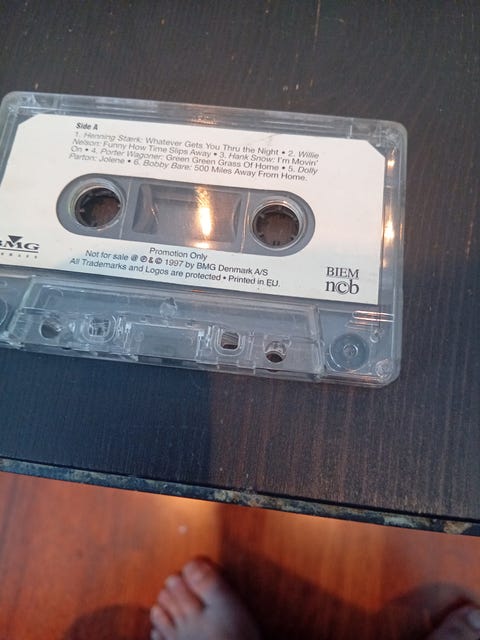 Side A
1. Henning Stærk: Whatever Gets You Thru the Night • 2. Willie
Nelson: Funny How Time Slips Away • 3. Hank Snow: I'm Movin'
On • 4. Porter Wagoner: Green Green Grass Of Home • 5. Dolly
Parton: Jolene • 6. Bobby Bare: 500 Miles Away From Home.
BMG
Promotion Only
Not for sale @ ℗ & © 1997 by BMG Denmark A/S
All Trademarks and Logos are protected • Printed in EU.
BIEM
ncb